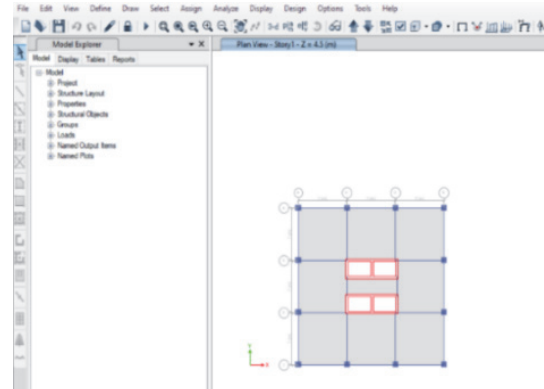 File Edit View Define Draw Select Assign Analyze Display Design Options Tools Help
Model Explorer
Plan View - Story1 - Z = 4.5 (m)
Model Display Tables Reports
Model
Project
Structure Layout
Properties
Structural Objects
Groups
Loads
Named Output Items
Named Plots
Y
X